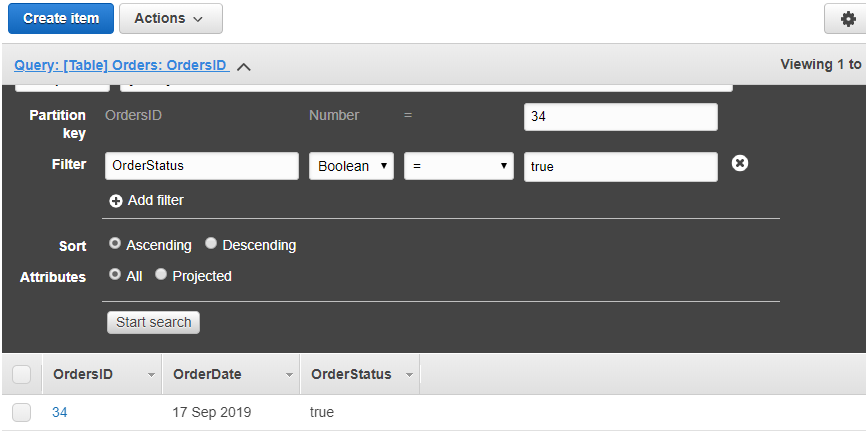 Create item Actions
Query: [Table] Orders: OrdersID Viewing 1 to
Partition key OrdersID Number = 34
Filter OrderStatus Boolean = true
Add filter
Sort Ascending Descending
Attributes All Projected
Start search
OrdersID OrderDate OrderStatus
34 17 Sep 2019 true